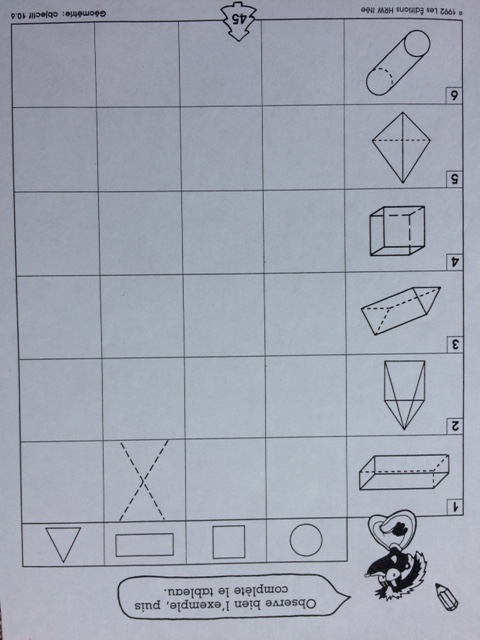 Observe bien l'exemple, puis
complète le tableau.
1
2
3
4
5
6
© 1992 Les Éditions HRW ltée
45
Géométrie: objectif 10.6